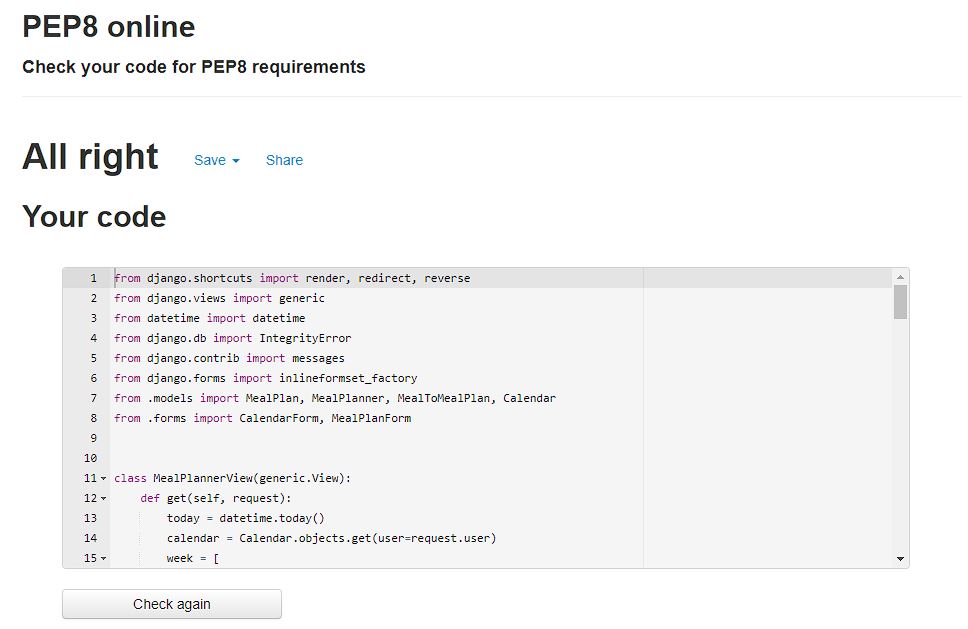 PEP8 online
Check your code for PEP8 requirements
All right Save Share
Your code
1 from django.shortcuts import render, redirect, reverse
2 from django.views import generic
3 from datetime import datetime
4 from django.db import IntegrityError
5 from django.contrib import messages
6 from django.forms import inlineformset_factory
7 from .models import MealPlan, MealPlanner, MealToMealPlan, Calendar
8 from .forms import CalendarForm, MealPlanForm
9
10
11 class MealPlannerView(generic.View):
12 def get(self, request):
13 today = datetime.today()
14 calendar = Calendar.objects.get(user=request.user)
15 week = [
Check again